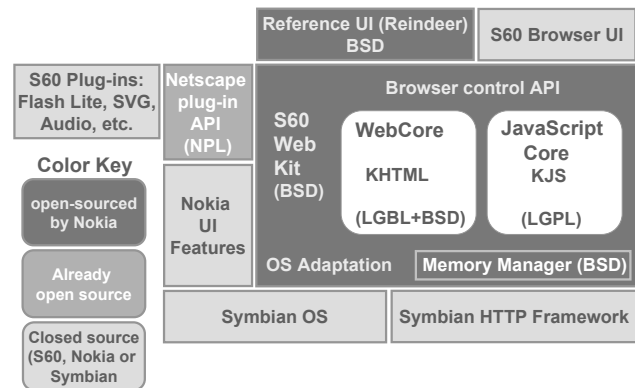 Reference UI (Reindeer)
BSD
S60 Browser UI
S60 Plug-ins:
Flash Lite, SVG,
Audio, etc.
Netscape
plug-in
API
(NPL)
Browser control API
S60
Web
Kit
(BSD)
WebCore
KHTML
(LGBL+BSD)
JavaScript
Core
KJS
(LGPL)
Color Key
open-sourced
by Nokia
Already
open source
Closed source
(S60, Nokia or
Symbian
Nokia
UI
Features
OS Adaptation
Memory Manager (BSD)
Symbian OS
Symbian HTTP Framework